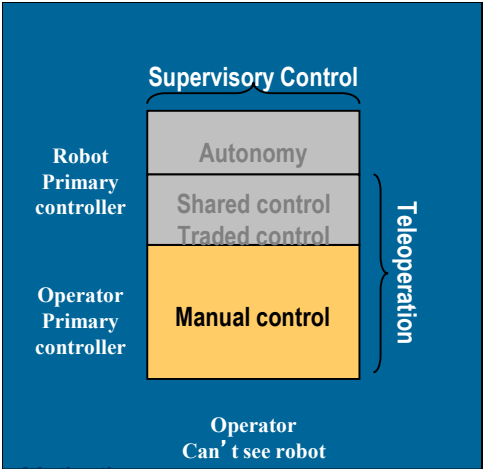 Supervisory Control
Robot
Primary
controller
Autonomy
Shared control
Traded control
Operator
Primary
controller
Manual control
Teleoperation
Operator
Can't see robot